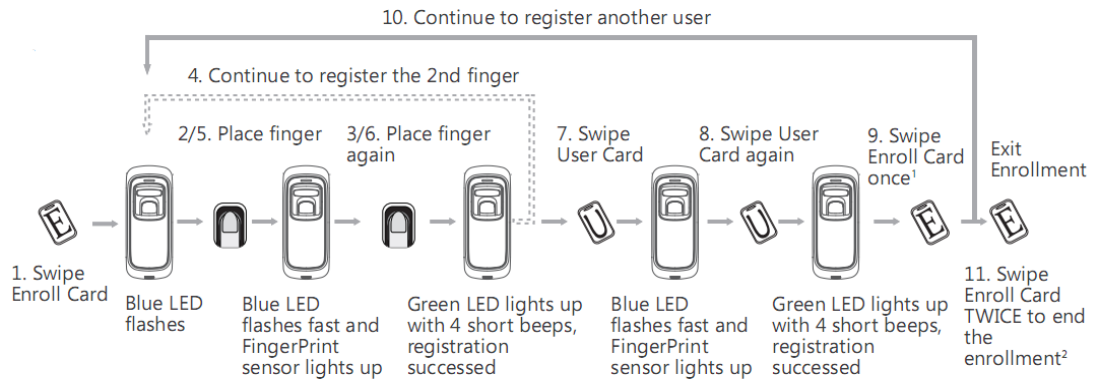 10. Continue to register another user
4. Continue to register the 2nd finger
2/5. Place finger
3/6. Place finger
again
7. Swipe
User Card
8. Swipe User
Card again
9. Swipe
Enroll Card
once¹
Exit
Enrollment
E
U
U
E
E
1. Swipe
Enroll Card
Blue LED
flashes
Blue LED
flashes fast and
FingerPrint
sensor lights up
Green LED lights up
with 4 short beeps,
registration
successed
Blue LED
flashes fast and
FingerPrint
sensor lights up
Green LED lights up
with 4 short beeps,
registration
successed
11. Swipe
Enroll Card
TWICE to end
the
enrollment²